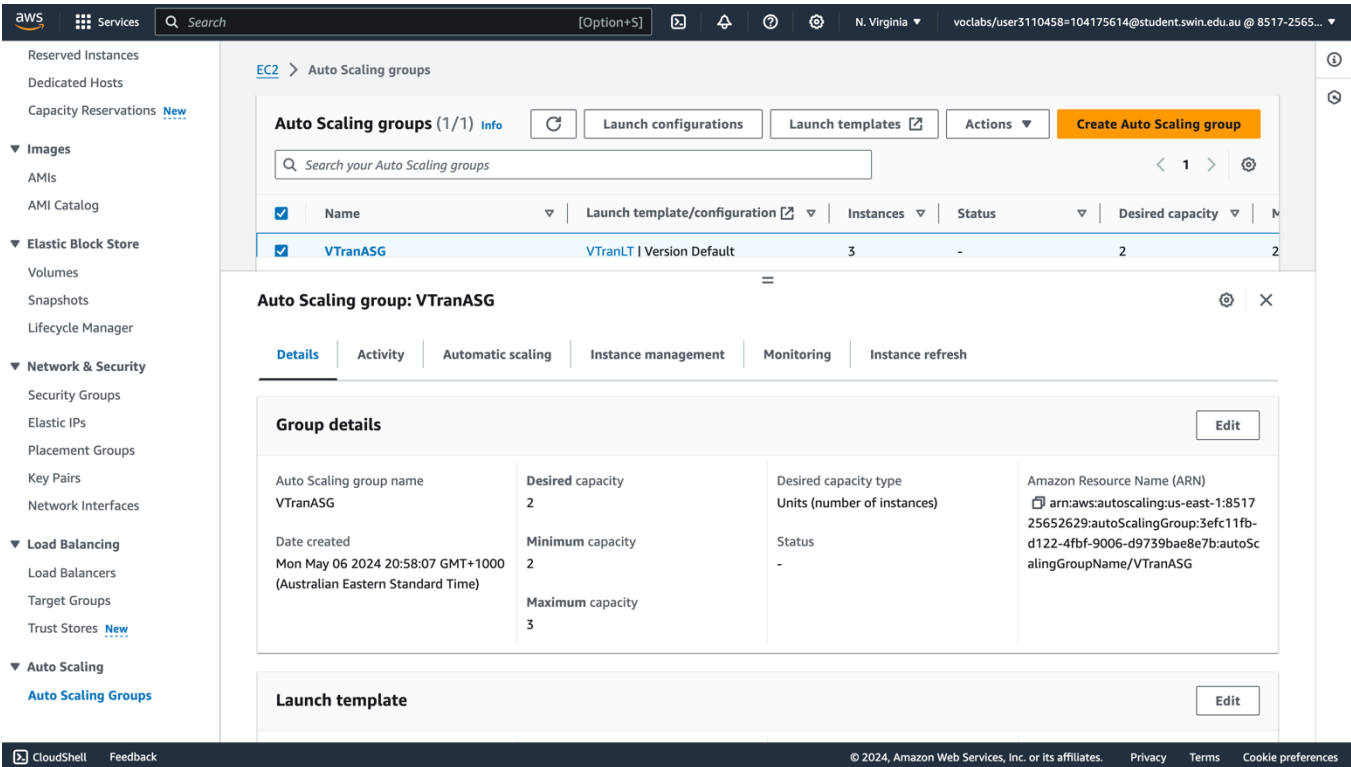 aws
Services
Search
[Option+S]
N. Virginia
voclabs/user3110458=104175614@student.swin.edu.au @ 8517-2565...
Reserved Instances
Dedicated Hosts
Capacity Reservations New
Images
AMIs
AMI Catalog
Elastic Block Store
Volumes
Snapshots
Lifecycle Manager
Network & Security
Security Groups
Elastic IPs
Placement Groups
Key Pairs
Network Interfaces
Load Balancing
Load Balancers
Target Groups
Trust Stores New
Auto Scaling
Auto Scaling Groups
EC2 > Auto Scaling groups
Auto Scaling groups (1/1) Info
Launch configurations
Launch templates
Actions
Create Auto Scaling group
Search your Auto Scaling groups
< 1 >
Name
Launch template/configuration
Instances
Status
Desired capacity
M
VTranASG
VTranLT | Version Default
3
-
2
2
Auto Scaling group: VTranASG
Details
Activity
Automatic scaling
Instance management
Monitoring
Instance refresh
Group details
Edit
Auto Scaling group name
VTranASG
Date created
Mon May 06 2024 20:58:07 GMT+1000
(Australian Eastern Standard Time)
Desired capacity
2
Minimum capacity
2
Maximum capacity
3
Desired capacity type
Units (number of instances)
Status
-
Amazon Resource Name (ARN)
arn:aws:autoscaling:us-east-1:8517
25652629:autoScalingGroup:3efc11fb-
d122-4fbf-9006-d9739bae8e7b:autoSc
alingGroupName/VTranASG
Launch template
Edit
CloudShell
Feedback
© 2024, Amazon Web Services, Inc. or its affiliates.
Privacy
Terms
Cookie preferences